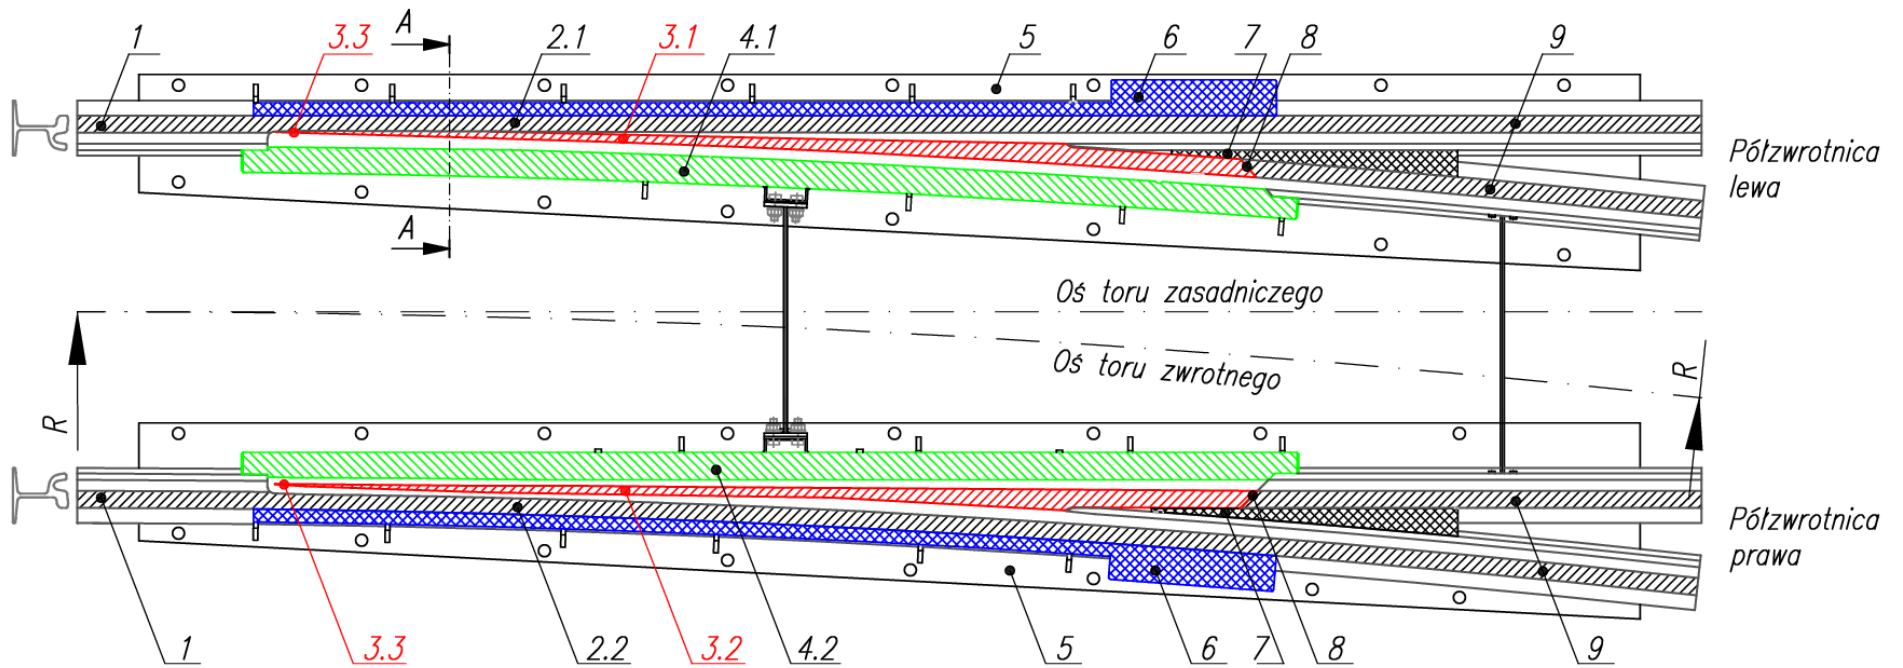 1 3.3 A 2.1 3.1 4.1 5 6 7 8 9
Półzwrotnica
lewa
A
Oś toru zasadniczego
Oś toru zwrotnego
R R
Półzwrotnica
prawa
1 3.3 2.2 3.2 4.2 5 6 7 8 9